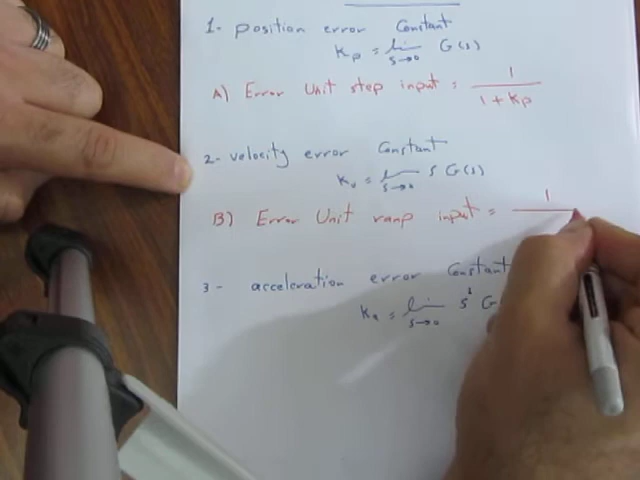 1- position error Constant
Kp = lim s→0 G(s)
A) Error Unit step input = 1 / 1 + Kp
2- velocity error Constant
Kv = lim s→0 s G(s)
B) Error Unit ramp input = 1
3- acceleration error Constant
Ka = lim s→0 s² G